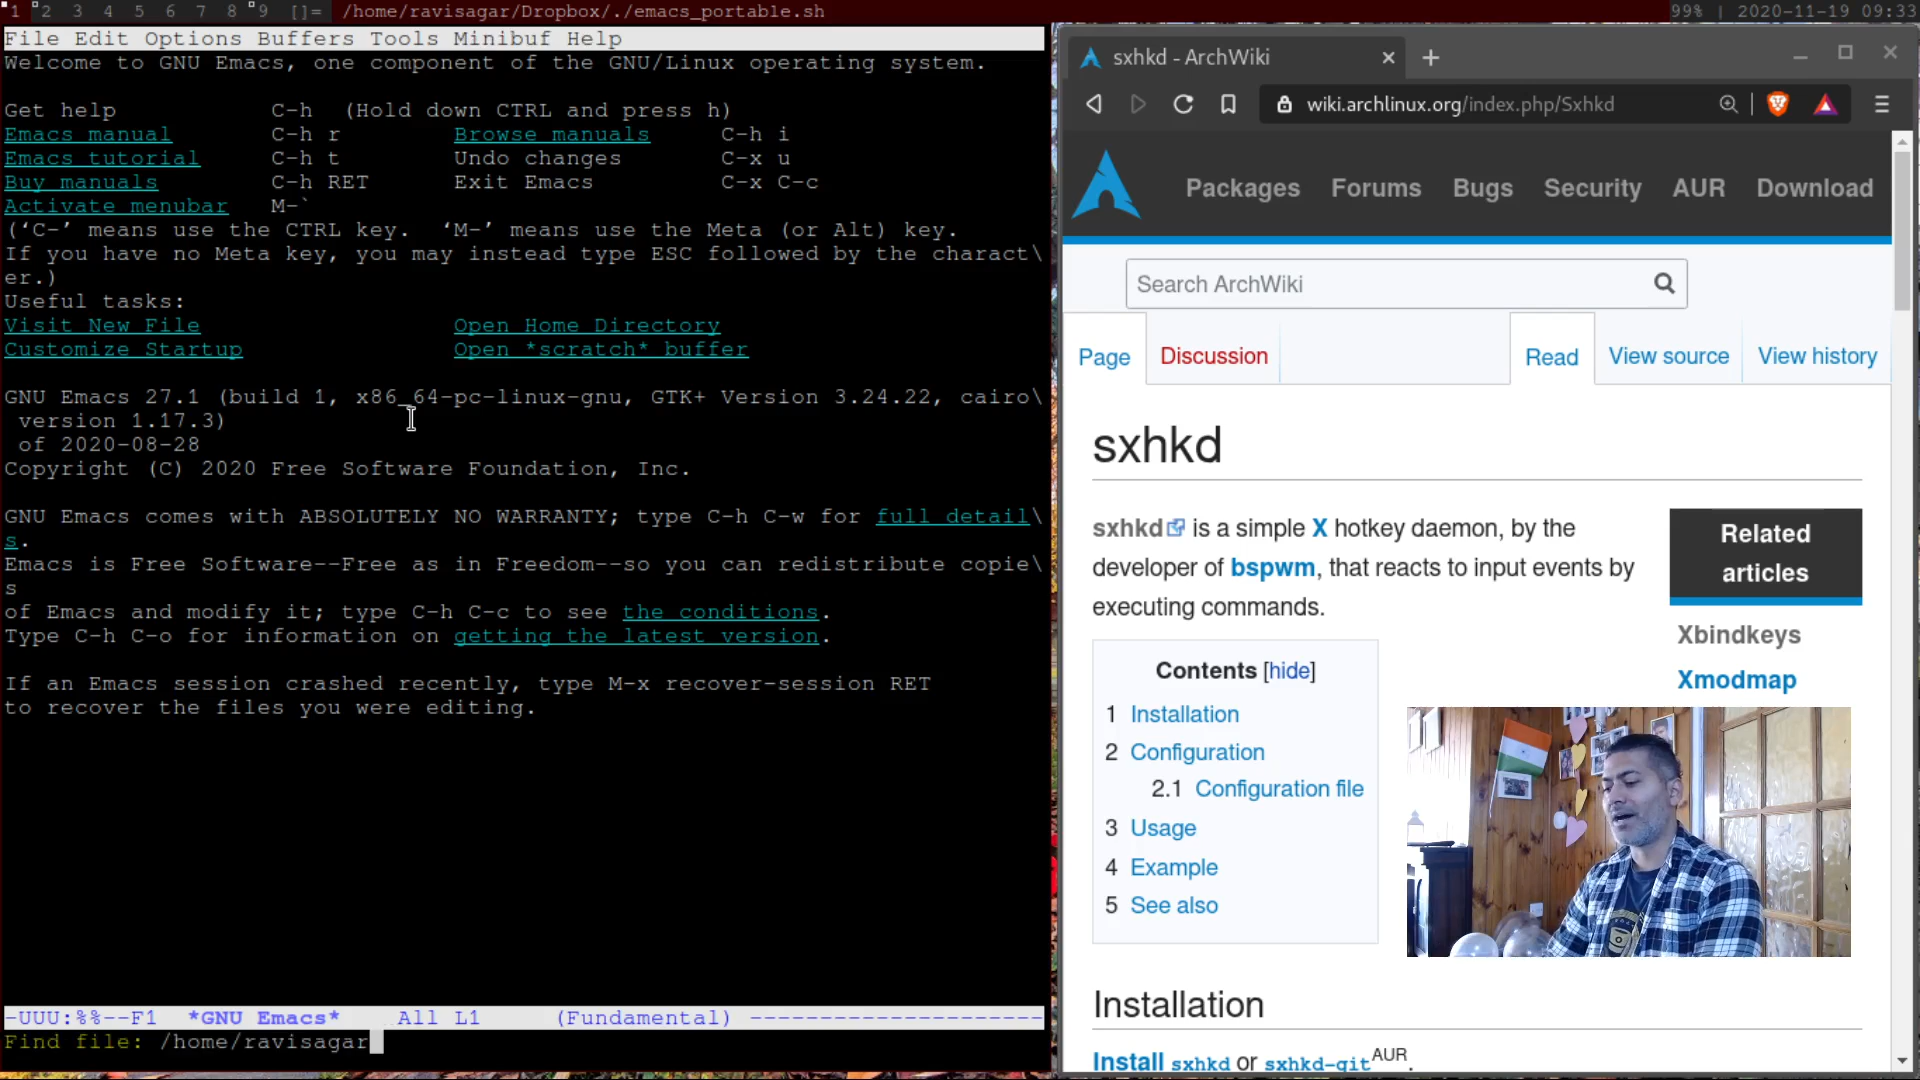 1 2 3 4 5 6 7 8 9 []= /home/ravisagar/Dropbox/./emacs_portable.sh
99% | 2020-11-19 09:33
File Edit Options Buffers Tools Minibuf Help
Welcome to GNU Emacs, one component of the GNU/Linux operating system.
Get help C-h (Hold down CTRL and press h)
Emacs manual C-h r Browse manuals C-h i
Emacs tutorial C-h t Undo changes C-x u
Buy manuals C-h RET Exit Emacs C-x C-c
Activate menubar M-`
(‘C-’ means use the CTRL key. ‘M-’ means use the Meta (or Alt) key.
If you have no Meta key, you may instead type ESC followed by the charact\
er.)
Useful tasks:
Visit New File Open Home Directory
Customize Startup Open *scratch* buffer
GNU Emacs 27.1 (build 1, x86_64-pc-linux-gnu, GTK+ Version 3.24.22, cairo\
version 1.17.3)
of 2020-08-28
Copyright (C) 2020 Free Software Foundation, Inc.
GNU Emacs comes with ABSOLUTELY NO WARRANTY; type C-h C-w for full detail\
s.
Emacs is Free Software--Free as in Freedom--so you can redistribute copie\
s
of Emacs and modify it; type C-h C-c to see the conditions.
Type C-h C-o for information on getting the latest version.
If an Emacs session crashed recently, type M-x recover-session RET
to recover the files you were editing.
-UUU:%%--F1 *GNU Emacs* All L1 (Fundamental) ---------------------
Find file: /home/ravisagar
sxhkd - ArchWiki
wiki.archlinux.org/index.php/Sxhkd
Packages Forums Bugs Security AUR Download
Search ArchWiki
Page Discussion Read View source View history
sxhkd
sxhkd is a simple X hotkey daemon, by the
developer of bspwm, that reacts to input events by
executing commands.
Related
articles
Xbindkeys
Xmodmap
Contents [hide]
1 Installation
2 Configuration
2.1 Configuration file
3 Usage
4 Example
5 See also
Installation
Install sxhkd or sxhkd-git AUR.